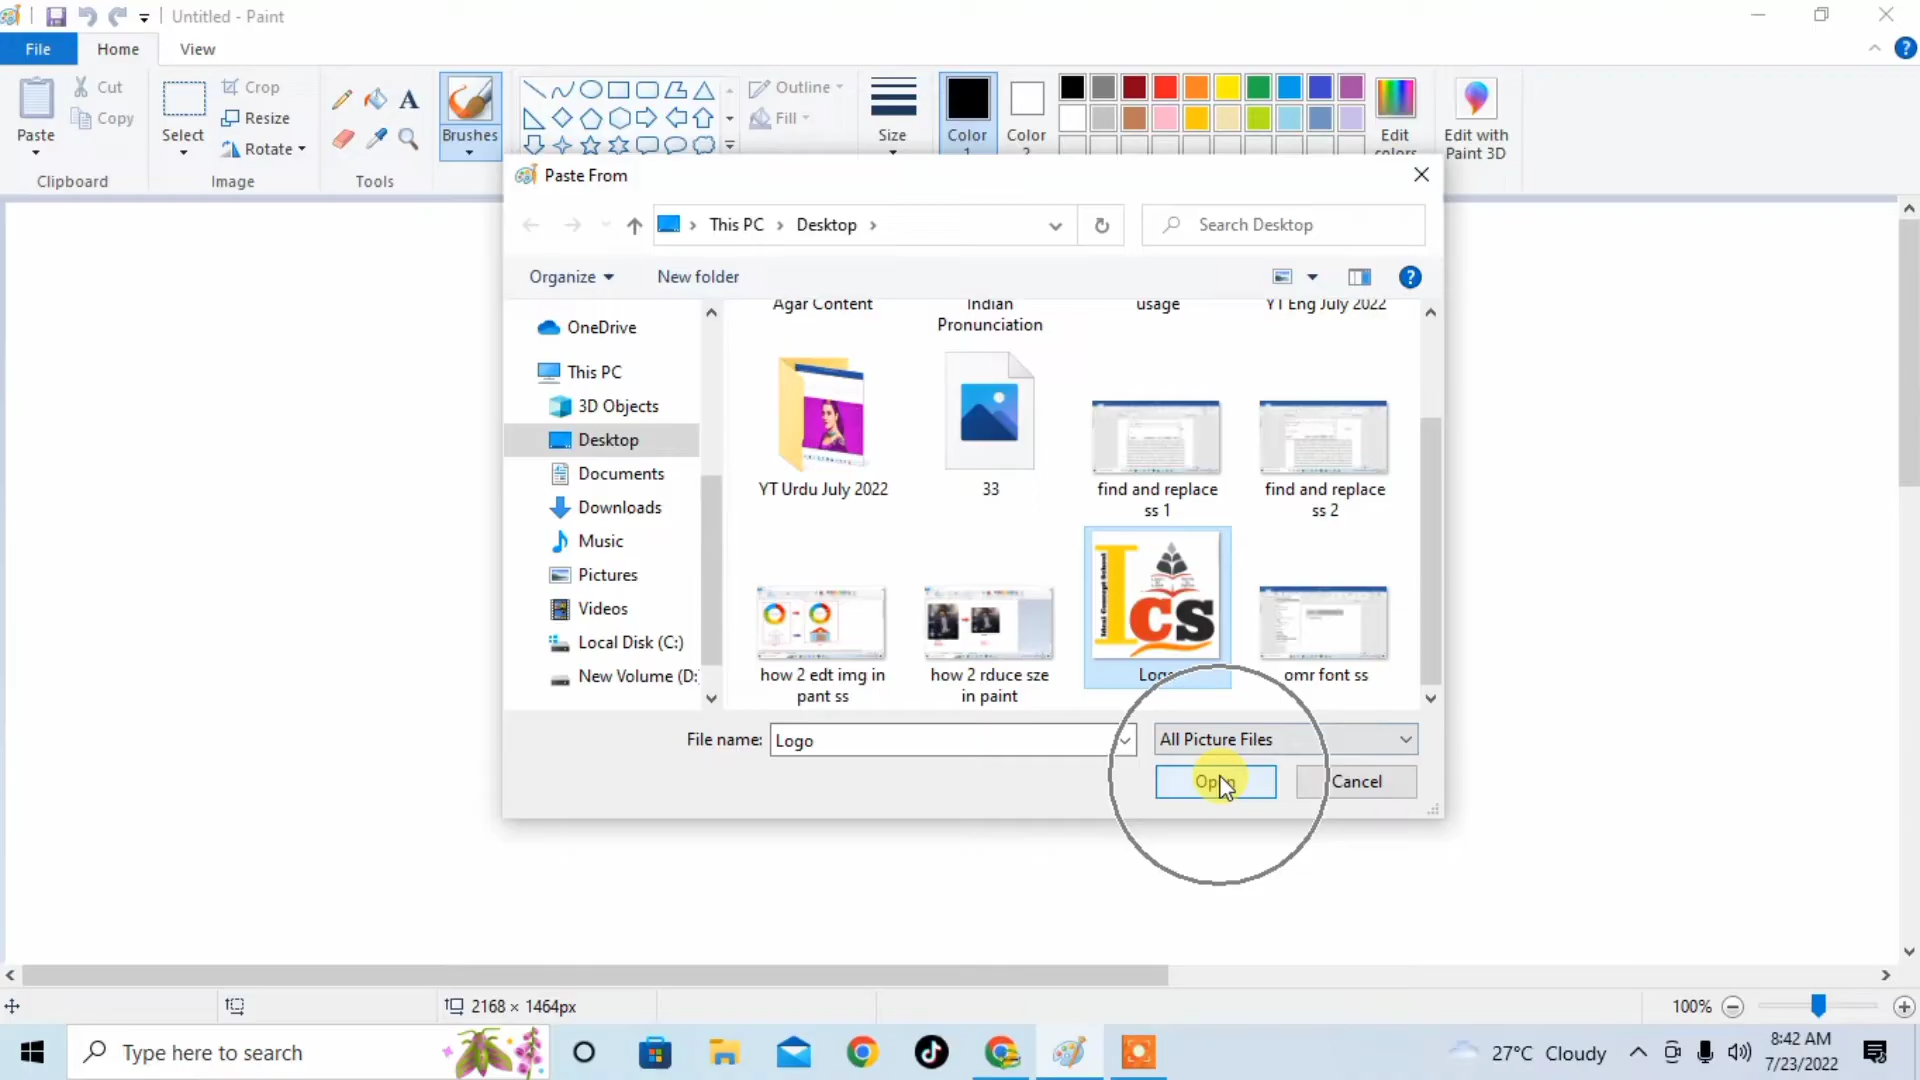 Untitled - Paint
File Home View
Paste
Cut
Copy
Clipboard
Select
Crop
Resize
Rotate
Image
A
Tools
Brushes
Outline
Fill
Size
Color
1
Color
2
Edit
colors
Edit with
Paint 3D
Paste From
This PC Desktop
Search Desktop
Organize New folder
OneDrive
This PC
3D Objects
Desktop
Documents
Downloads
Music
Pictures
Videos
Local Disk (C:)
New Volume (D:
Agar Content
Indian
Pronunciation
usage
YT Eng July 2022
YT Urdu July 2022
33
find and replace
ss 1
find and replace
ss 2
how 2 edt img in
pant ss
how 2 rduce sze
in paint
Ideal Concept School
ICS
Logo
omr font ss
File name: Logo
All Picture Files
Open Cancel
2168 × 1464px
100%
Type here to search
27°C Cloudy
8:42 AM
7/23/2022